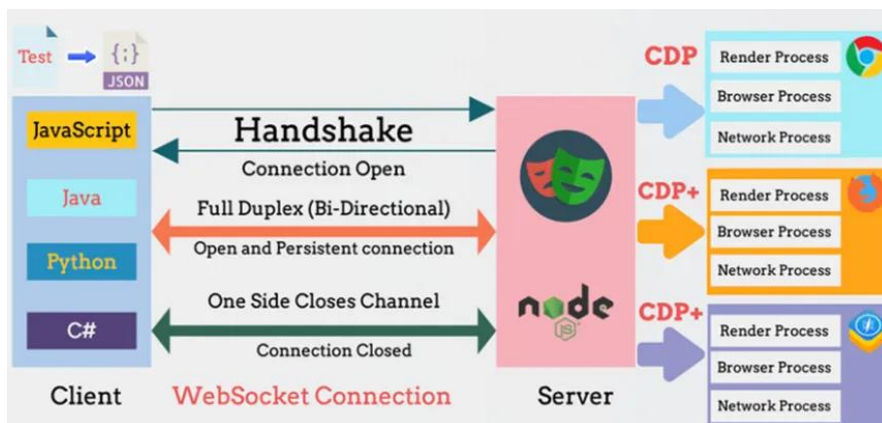 Test
{;}
JSON
JavaScript
Java
Python
C#
Client
Handshake
Connection Open
Full Duplex (Bi-Directional)
Open and Persistent connection
One Side Closes Channel
Connection Closed
WebSocket Connection
node
JS
Server
CDP
Render Process
Browser Process
Network Process
CDP+
Render Process
Browser Process
Network Process
CDP+
Render Process
Browser Process
Network Process